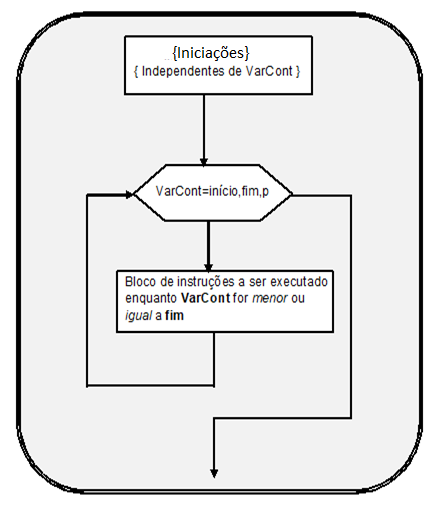 {Iniciações}
{ Independentes de VarCont }
VarCont=início,fim,p
Bloco de instruções a ser executado
enquanto VarCont for menor ou
igual a fim